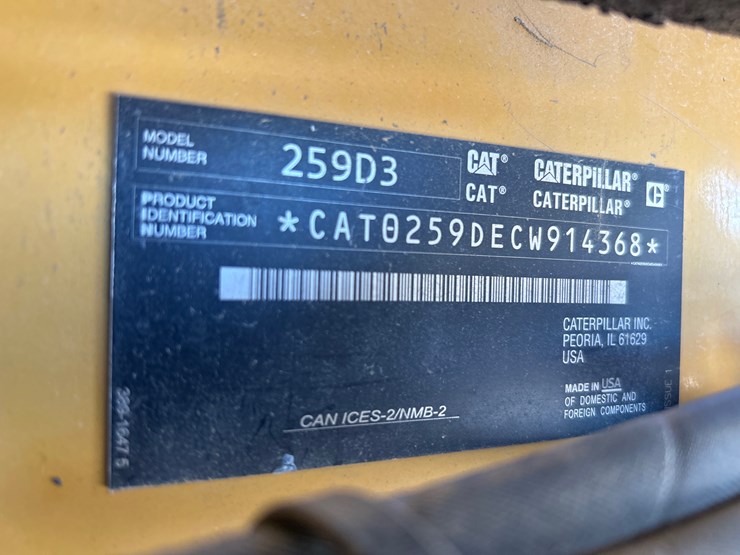 MODEL
NUMBER
259D3
CAT® CATERPILLAR®
CAT® CATERPILLAR®
PRODUCT
IDENTIFICATION
NUMBER
*CAT0259DECW914368*
CATERPILLAR INC.
PEORIA, IL 61629
USA
MADE IN USA
OF DOMESTIC AND
FOREIGN COMPONENTS
CAN ICES-2/NMB-2